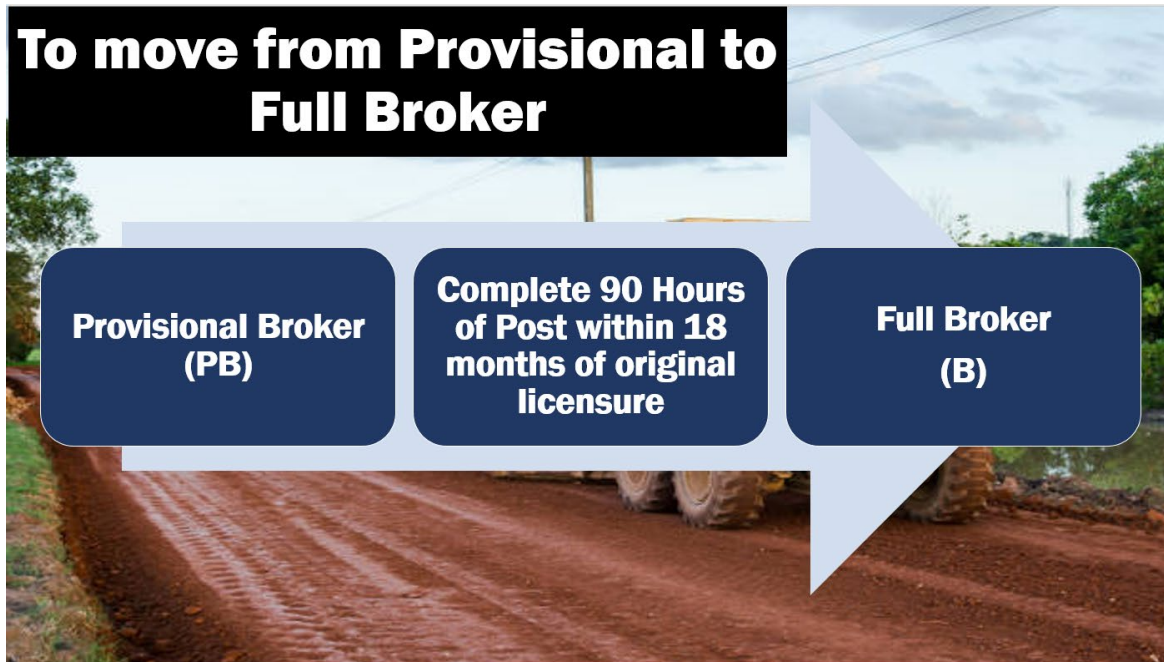 To move from Provisional to
Full Broker
Provisional Broker
(PB)
Complete 90 Hours
of Post within 18
months of original
licensure
Full Broker
(B)